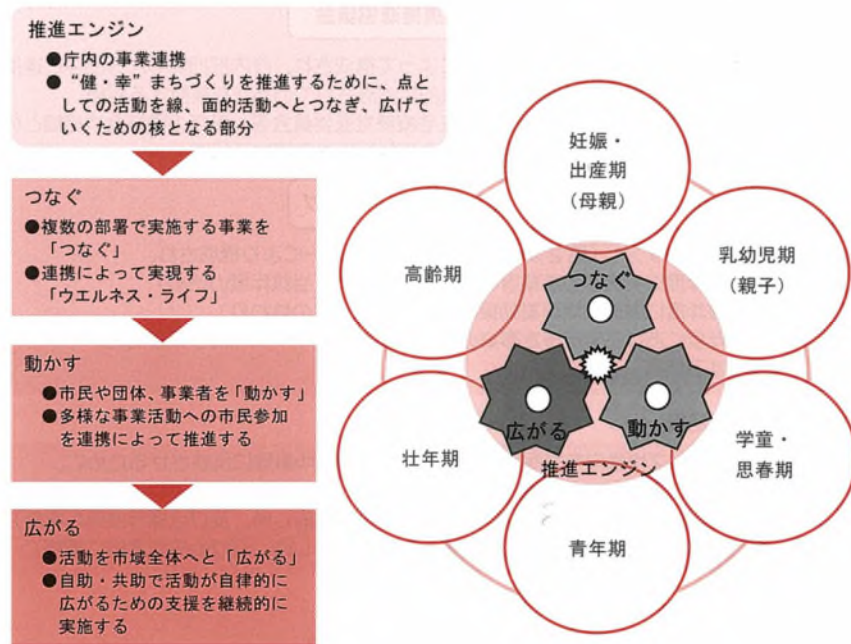 推進エンジン
●庁内の事業連携
●“健・幸”まちづくりを推進するために、点と
しての活動を線、面的活動へとつなぎ、広げて
いくための核となる部分
つなぐ
●複数の部署で実施する事業を
「つなぐ」
●連携によって実現する
「ウエルネス・ライフ」
動かす
●市民や団体、事業者を「動かす」
●多様な事業活動への市民参加
を連携によって推進する
広がる
●活動を市域全体へと「広がる」
●自助・共助で活動が自律的に
広がるための支援を継続的に
実施する
妊娠・
出産期
(母親)
乳幼児期
(親子)
学童・
思春期
青年期
壮年期
高齢期
つなぐ
広がる
動かす
推進エンジン